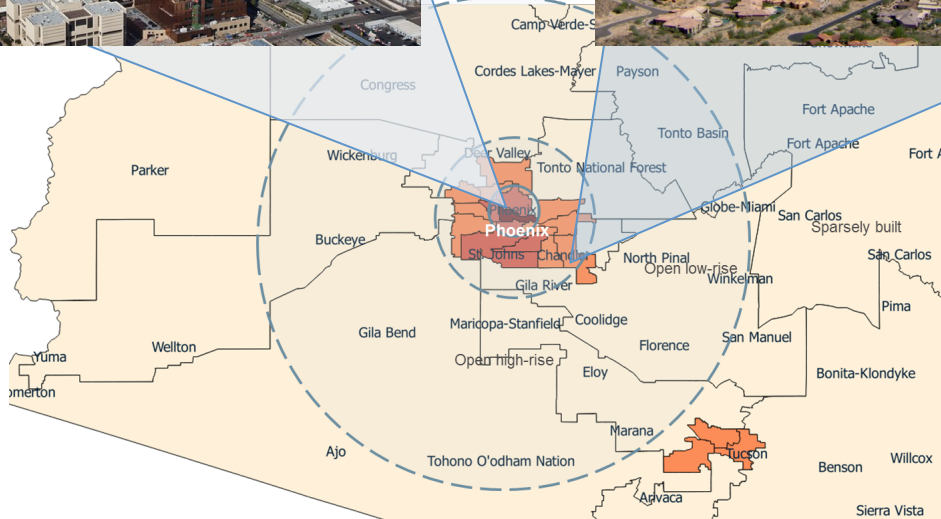 Camp Verde-S
Cordes Lakes-Mayer
Payson
Congress
Fort Apache
Tonto Basin
Fort Apache
Fort A
Deer Valley
Wickenburg
Tonto National Forest
Parker
Globe-Miami
Phoenix
San Carlos
Sparsely built
Phoenix
Buckeye
St. Johns
Chandler
North Pinal
San Carlos
Open low-rise
Winkelman
Gila River
Pima
Maricopa-Stanfield
Coolidge
Gila Bend
San Manuel
Wellton
Florence
Yuma
Open high-rise
Eloy
Bonita-Klondyke
omerton
Marana
Ajo
Tucson
Tohono O'odham Nation
Willcox
Benson
Arivaca
Sierra Vista